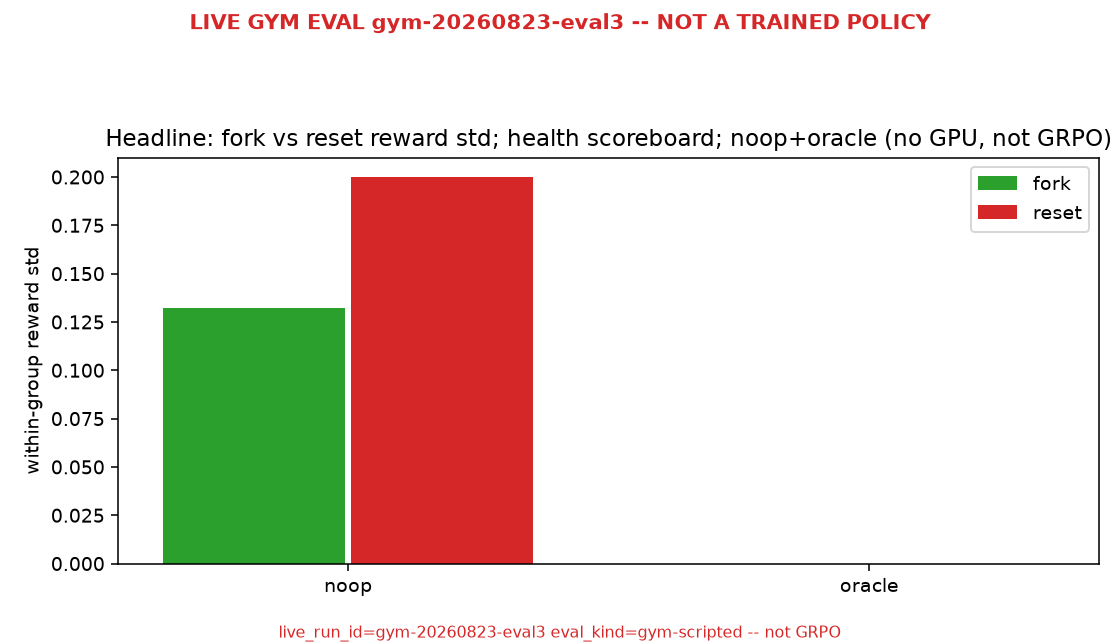 LIVE GYM EVAL gym-20260823-eval3 -- NOT A TRAINED POLICY
Headline: fork vs reset reward std; health scoreboard; noop+oracle (no GPU, not GRPO)
fork
reset
within-group reward std
0.200
0.175
0.150
0.125
0.100
0.075
0.050
0.025
0.000
noop
oracle
live_run_id=gym-20260823-eval3 eval_kind=gym-scripted -- not GRPO